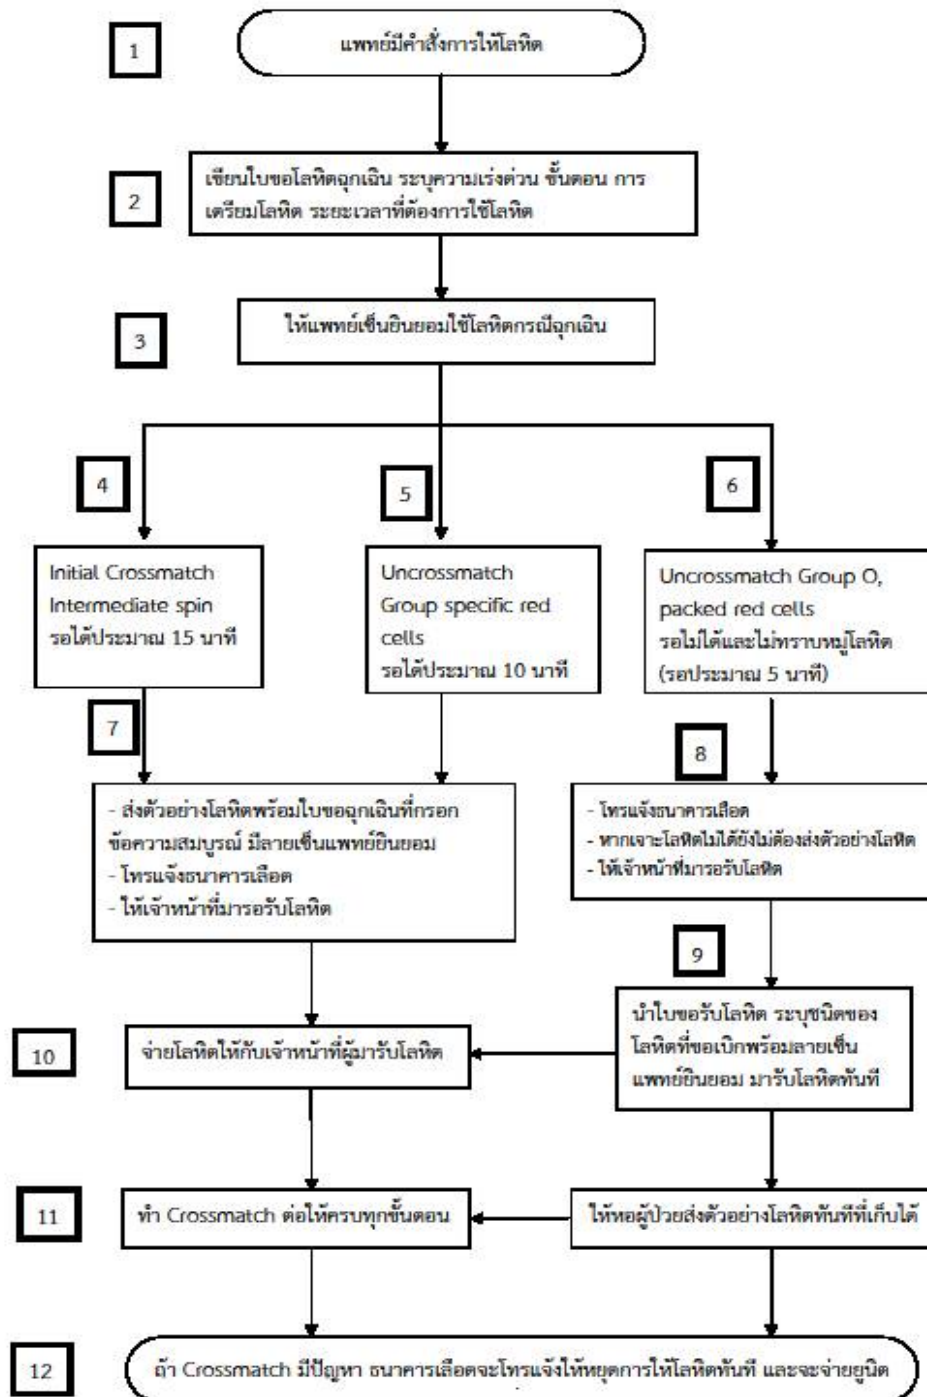 1
แพทย์มีคำสั่งการให้โลหิต
2
เขียนใบขอโลหิตฉุกเฉิน ระบุความเร่งด่วน ขั้นตอน การ
เตรียมโลหิต ระยะเวลาที่ต้องการใช้โลหิต
3
ให้แพทย์เซ็นยินยอมใช้โลหิตกรณีฉุกเฉิน
4
5
6
Initial Crossmatch
Intermediate spin
รอได้ประมาณ 15 นาที
Uncrossmatch
Group specific red
cells
รอได้ประมาณ 10 นาที
Uncrossmatch Group O,
packed red cells
รอไม่ได้และไม่ทราบหมู่โลหิต
(รอประมาณ 5 นาที)
7
8
- ส่งตัวอย่างโลหิตพร้อมใบขอฉุกเฉินที่กรอก
ข้อความสมบูรณ์ มีลายเซ็นแพทย์ยินยอม
- โทรแจ้งธนาคารเลือด
- ให้เจ้าหน้าที่มารอรับโลหิต
- โทรแจ้งธนาคารเลือด
- หากเจาะโลหิตไม่ได้ยังไม่ต้องส่งตัวอย่างโลหิต
- ให้เจ้าหน้าที่มารอรับโลหิต
9
นำใบขอรับโลหิต ระบุชนิดของ
โลหิตที่ขอเบิกพร้อมลายเซ็น
แพทย์ยินยอม มารับโลหิตทันที
10
จ่ายโลหิตให้กับเจ้าหน้าที่ผู้มารับโลหิต
11
ทำ Crossmatch ต่อให้ครบทุกขั้นตอน
ให้หอผู้ป่วยส่งตัวอย่างโลหิตทันทีที่เก็บได้
12
ถ้า Crossmatch มีปัญหา ธนาคารเลือดจะโทรแจ้งให้หยุดการให้โลหิตทันที และจะจ่ายยูนิต